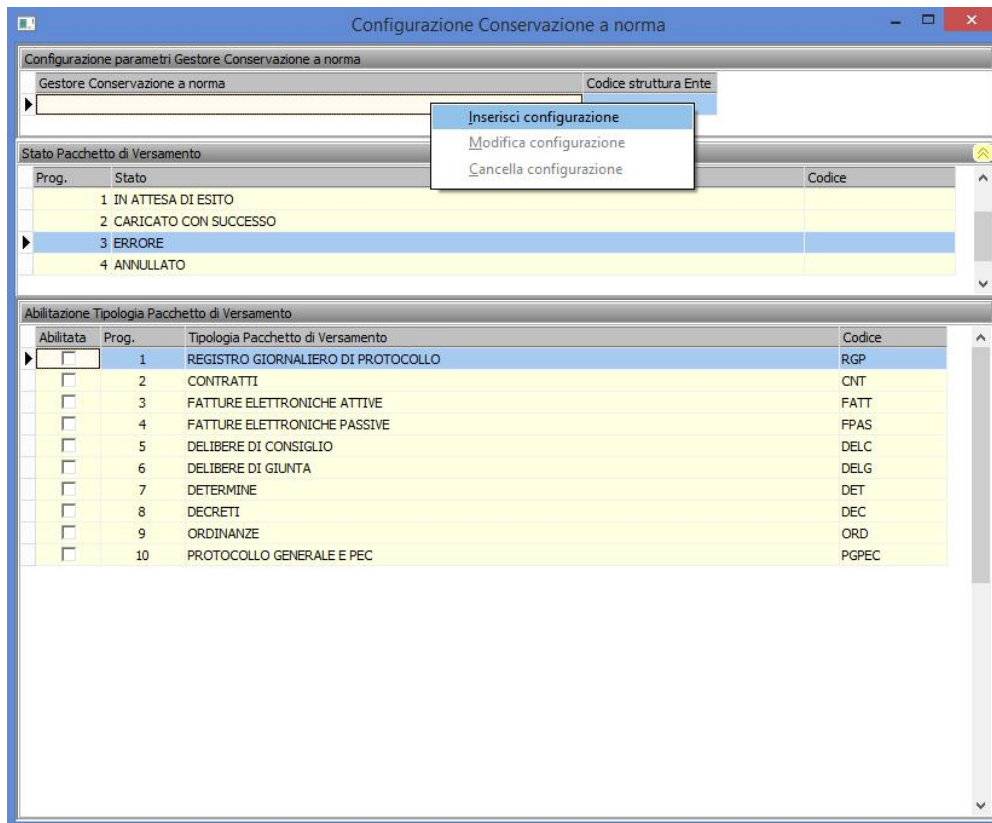 Configurazione Conservazione a norma
Configurazione parametri Gestore Conservazione a norma
Gestore Conservazione a norma Codice struttura Ente
Inserisci configurazione
Modifica configurazione
Cancella configurazione
Stato Pacchetto di Versamento
Prog. Stato Codice
1 IN ATTESA DI ESITO
2 CARICATO CON SUCCESSO
3 ERRORE
4 ANNULLATO
Abilitazione Tipologia Pacchetto di Versamento
Abilitata Prog. Tipologia Pacchetto di Versamento Codice
1 REGISTRO GIORNALIERO DI PROTOCOLLO RGP
2 CONTRATTI CNT
3 FATTURE ELETTRONICHE ATTIVE FATT
4 FATTURE ELETTRONICHE PASSIVE FPAS
5 DELIBERE DI CONSIGLIO DELC
6 DELIBERE DI GIUNTA DELG
7 DETERMINE DET
8 DECRETI DEC
9 ORDINANZE ORD
10 PROTOCOLLO GENERALE E PEC PGPEC